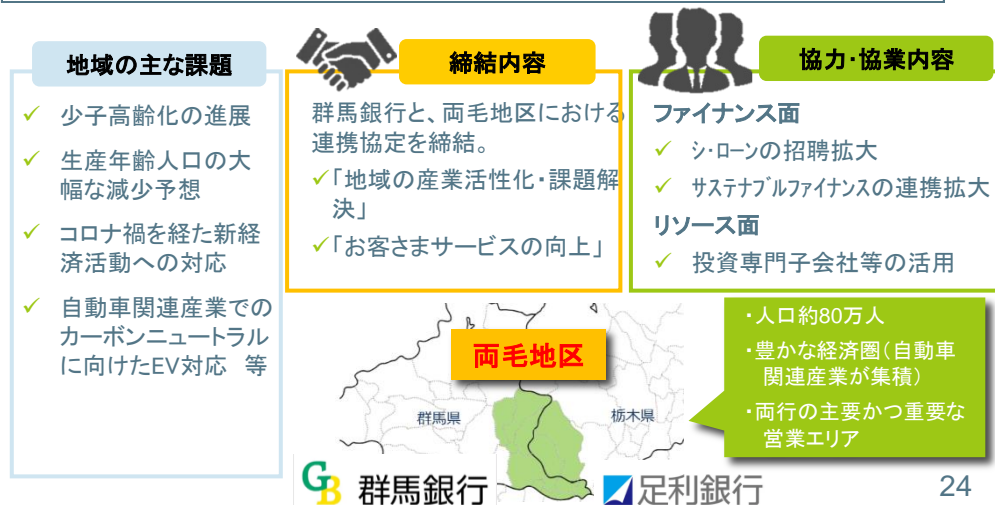 地域の主な課題
✓ 少子高齢化の進展
✓ 生産年齢人口の大
幅な減少予想
✓ コロナ禍を経た新経
済活動への対応
✓ 自動車関連産業での
カーボンニュートラル
に向けたEV対応 等
締結内容
群馬銀行と、両毛地区における
連携協定を締結。
✓「地域の産業活性化・課題解
決」
✓「お客さまサービスの向上」
協力・協業内容
ファイナンス面
✓ シ・ローンの招聘拡大
✓ サステナブルファイナンスの連携拡大
リソース面
✓ 投資専門子会社等の活用
両毛地区
群馬県
栃木県
・人口約80万人
・豊かな経済圏(自動車
関連産業が集積)
・両行の主要かつ重要な
営業エリア
GB 群馬銀行
足利銀行
24